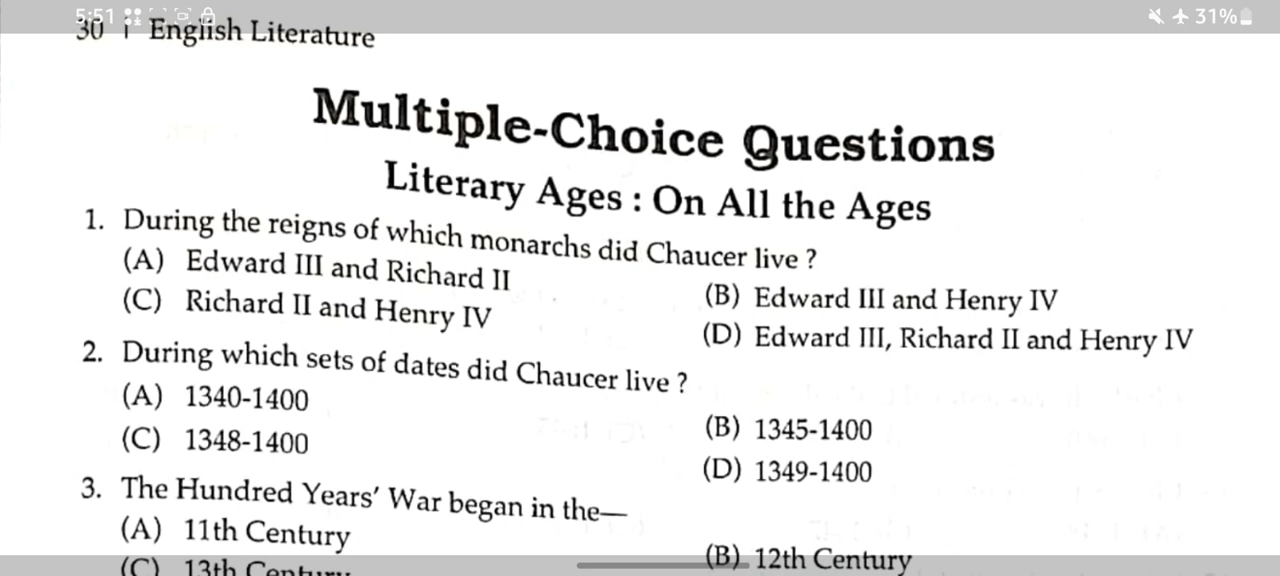 5:51
31%
30 | English Literature
Multiple-Choice Questions
Literary Ages : On All the Ages
1. During the reigns of which monarchs did Chaucer live ?
(A) Edward III and Richard II
(B) Edward III and Henry IV
(C) Richard II and Henry IV
(D) Edward III, Richard II and Henry IV
2. During which sets of dates did Chaucer live ?
(A) 1340-1400
(B) 1345-1400
(C) 1348-1400
(D) 1349-1400
3. The Hundred Years' War began in the—
(A) 11th Century
(B) 12th Century
(C) 13th Century